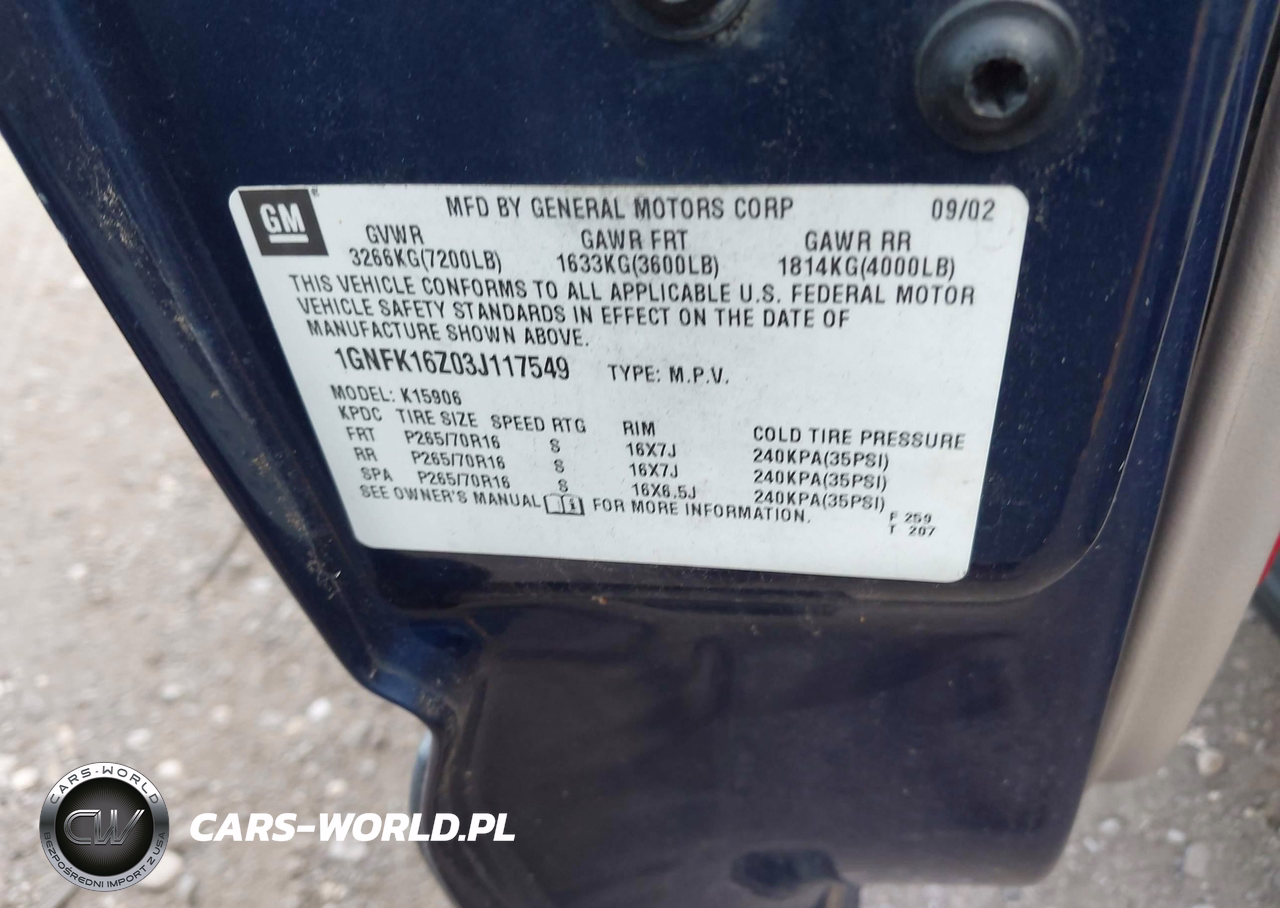 GM®
MFD BY GENERAL MOTORS CORP 09/02
GVWR GAWR FRT GAWR RR
3266KG(7200LB) 1633KG(3600LB) 1814KG(4000LB)
THIS VEHICLE CONFORMS TO ALL APPLICABLE U.S. FEDERAL MOTOR
VEHICLE SAFETY STANDARDS IN EFFECT ON THE DATE OF
MANUFACTURE SHOWN ABOVE.
1GNFK16Z03J117549 TYPE: M.P.V.
MODEL: K15906
KPDC TIRE SIZE SPEED RTG RIM COLD TIRE PRESSURE
FRT P265/70R16 S 16X7J 240KPA(35PSI)
RR P265/70R16 S 16X7J 240KPA(35PSI)
SPA P265/70R16 S 16X6.5J 240KPA(35PSI)
SEE OWNER'S MANUAL FOR MORE INFORMATION.
F 259
T 207
CARS-WORLD
CW
BEZPOŚREDNI IMPORT Z USA
CARS-WORLD.PL